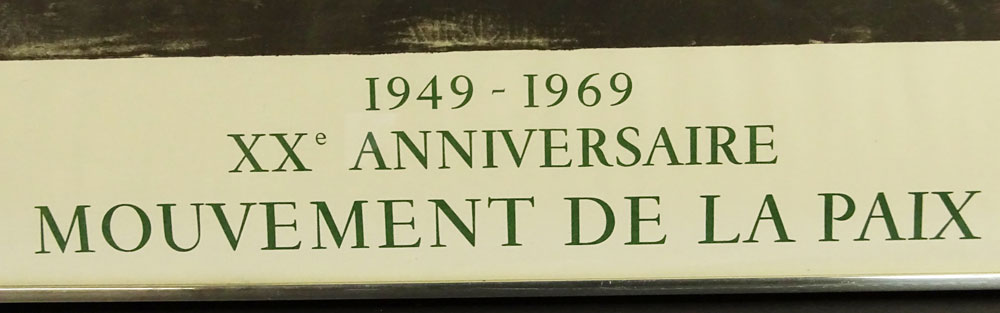 1949 - 1969
XXe ANNIVERSAIRE
MOUVEMENT DE LA PAIX